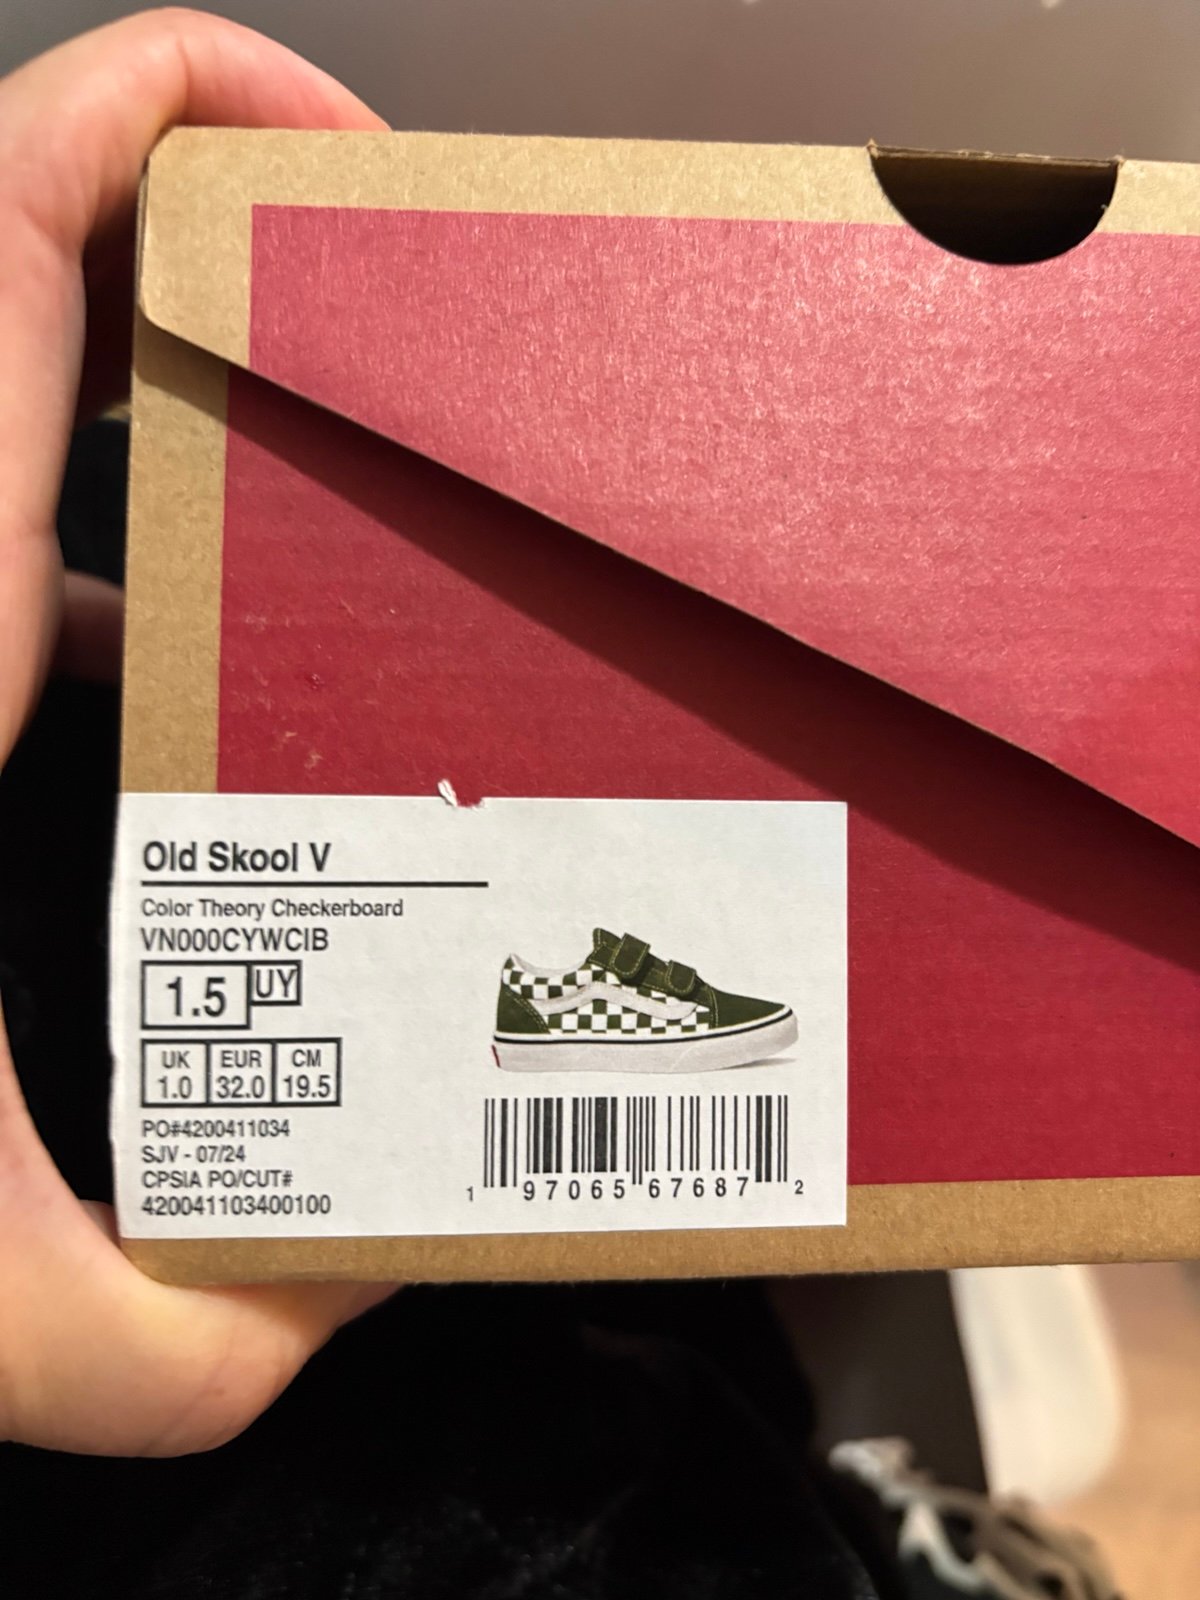 Old Skool V
Color Theory Checkerboard
VN000CYWCIB
1.5 UY
UK EUR CM
1.0 32.0 19.5
PO#4200411034
SJV - 07/24
CPSIA PO/CUT#
420041103400100
1 97065 67687 2